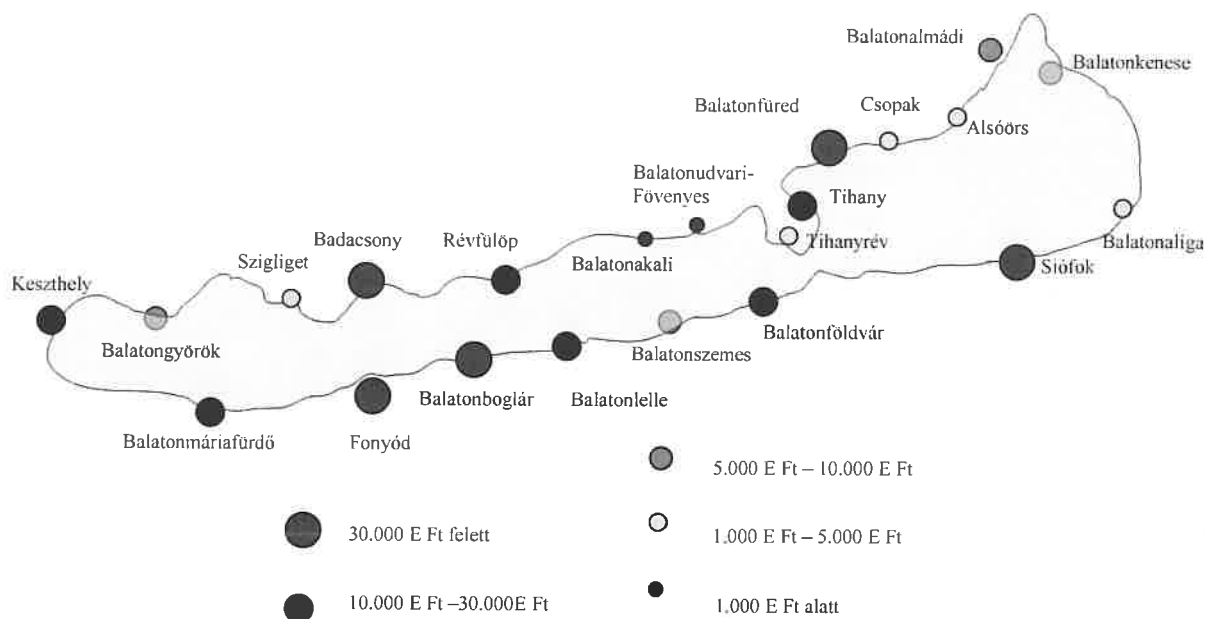 Balatonalmádi
Balatonkenese
Balatonfüred
Csopak
Alsóörs
Balatonudvari-
Fövenyes
Tihany
Badacsony
Révfülöp
Szigliget
Balatonakali
Tihanyrév
Balatonaliga
Siófok
Keszthely
Balatongyörök
Balatonszemes
Balatonföldvár
Balatonboglár
Balatonlelle
Balatonmáriafürdő
Fonyód
5.000 E Ft – 10.000 E Ft
30.000 E Ft felett
1.000 E Ft – 5.000 E Ft
10.000 E Ft –30.000E Ft
1.000 E Ft alatt